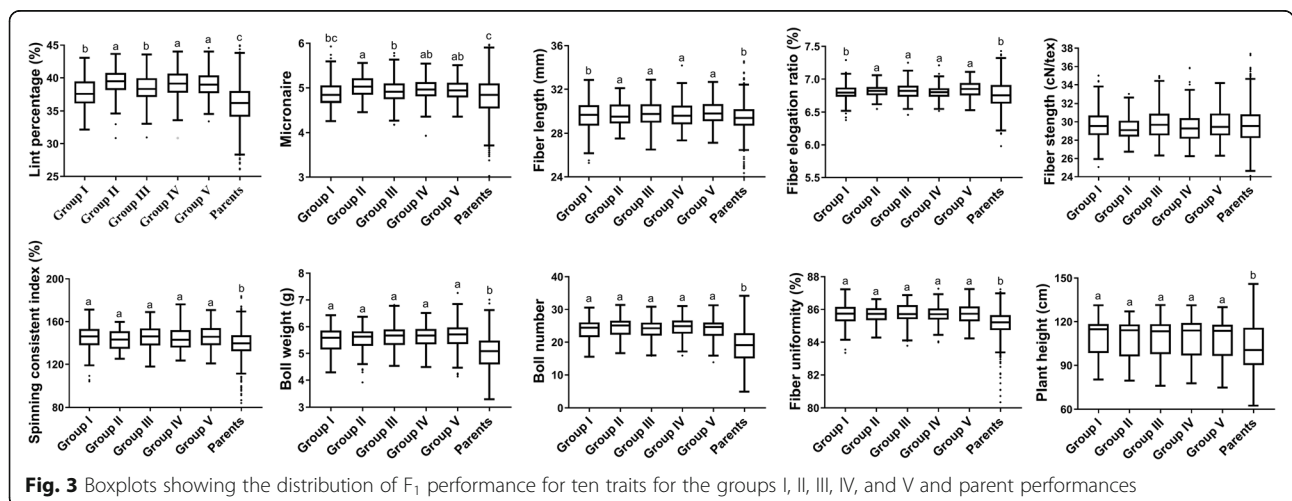 Lint percentage (%)
45
40
35
30
25
b a b a a c
Group I Group II Group III Group IV Group V Parents
Micronaire
6
5
4
3
bc a b ab ab c
Group I Group II Group III Group IV Group V Parents
Fiber length (mm)
36
32
28
24
b a a a a b
Group I Group II Group III Group IV Group V Parents
Fiber elogation ratio (%)
7.5
7.0
6.5
6.0
5.5
b a a a a b
Group I Group II Group III Group IV Group V Parents
Fiber stength (cN/tex)
38
36
34
32
30
28
26
24
Group I Group II Group III Group IV Group V Parents
Spinning consistent index (%)
200
160
120
80
a a a a a b
Group I Group II Group III Group IV Group V Parents
Boll weight (g)
8
7
6
5
4
3
a a a a a b
Group I Group II Group III Group IV Group V Parents
Boll number
40
30
20
10
0
a a a a a b
Group I Group II Group III Group IV Group V Parents
Fiber uniformity (%)
88
86
84
82
80
a a a a a b
Group I Group II Group III Group IV Group V Parents
Plant height (cm)
150
120
90
60
a a a a a b
Group I Group II Group III Group IV Group V Parents
Fig. 3 Boxplots showing the distribution of F₁ performance for ten traits for the groups I, II, III, IV, and V and parent performances